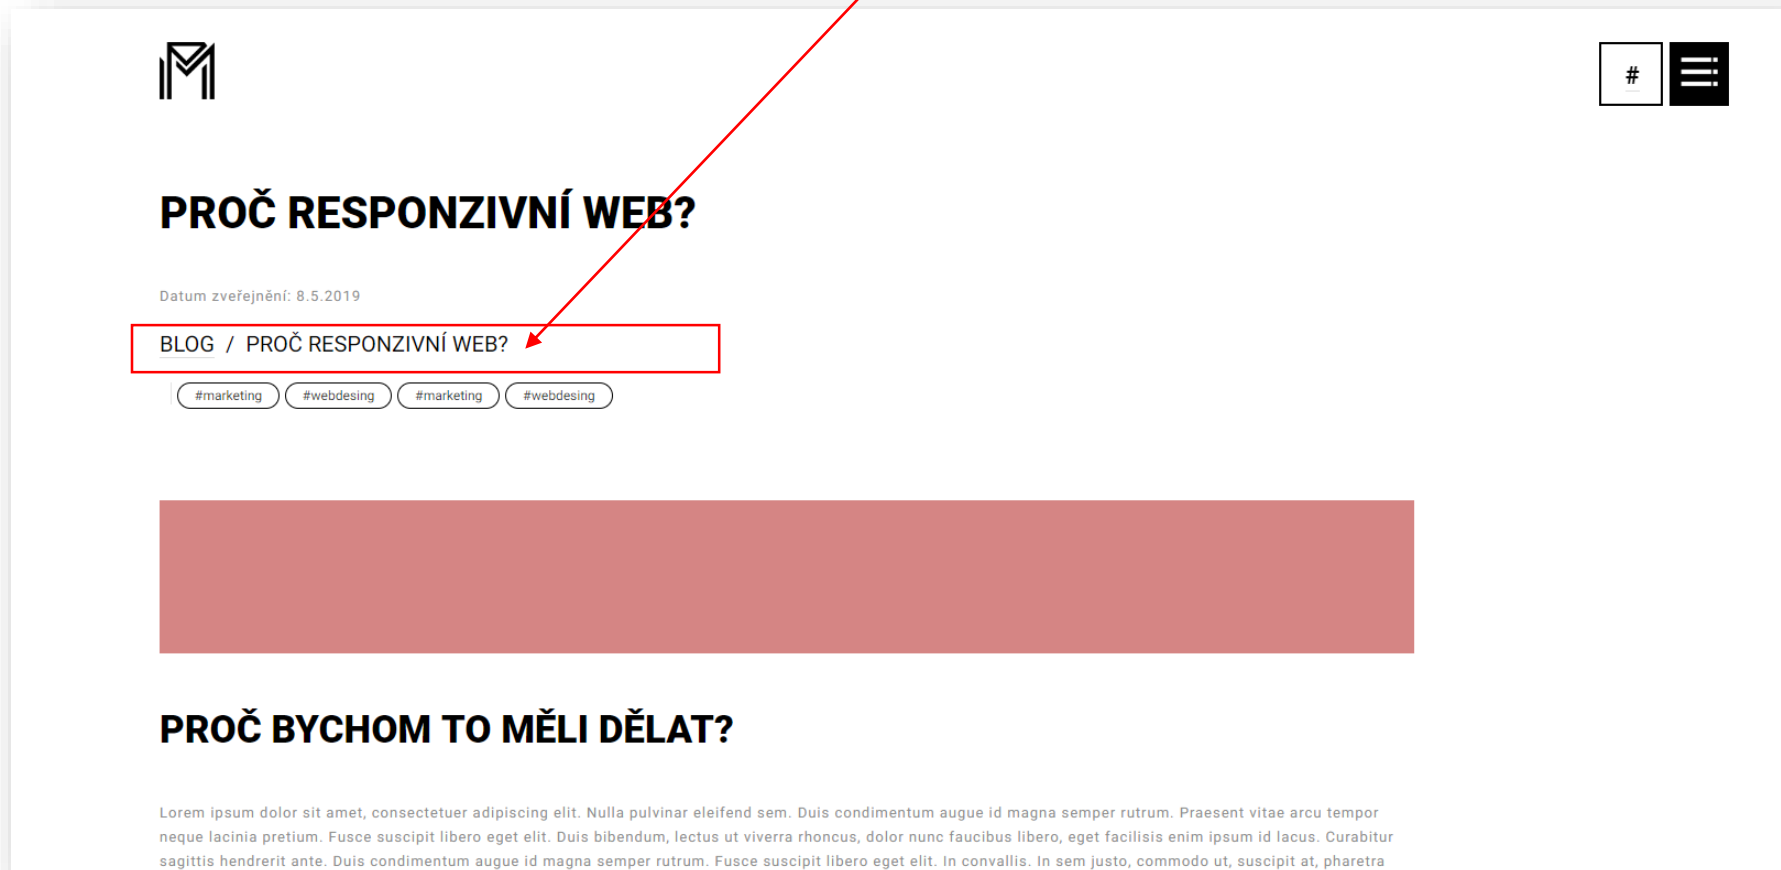 #
PROČ RESPONZIVNÍ WEB?
Datum zveřejnění: 8.5.2019
BLOG / PROČ RESPONZIVNÍ WEB?
#marketing #webdesing #marketing #webdesing
PROČ BYCHOM TO MĚLI DĚLAT?
Lorem ipsum dolor sit amet, consectetuer adipiscing elit. Nulla pulvinar eleifend sem. Duis condimentum augue id magna semper rutrum. Praesent vitae arcu tempor
neque lacinia pretium. Fusce suscipit libero eget elit. Duis bibendum, lectus ut viverra rhoncus, dolor nunc faucibus libero, eget facilisis enim ipsum id lacus. Curabitur
sagittis hendrerit ante. Duis condimentum augue id magna semper rutrum. Fusce suscipit libero eget elit. In convallis. In sem justo, commodo ut, suscipit at, pharetra